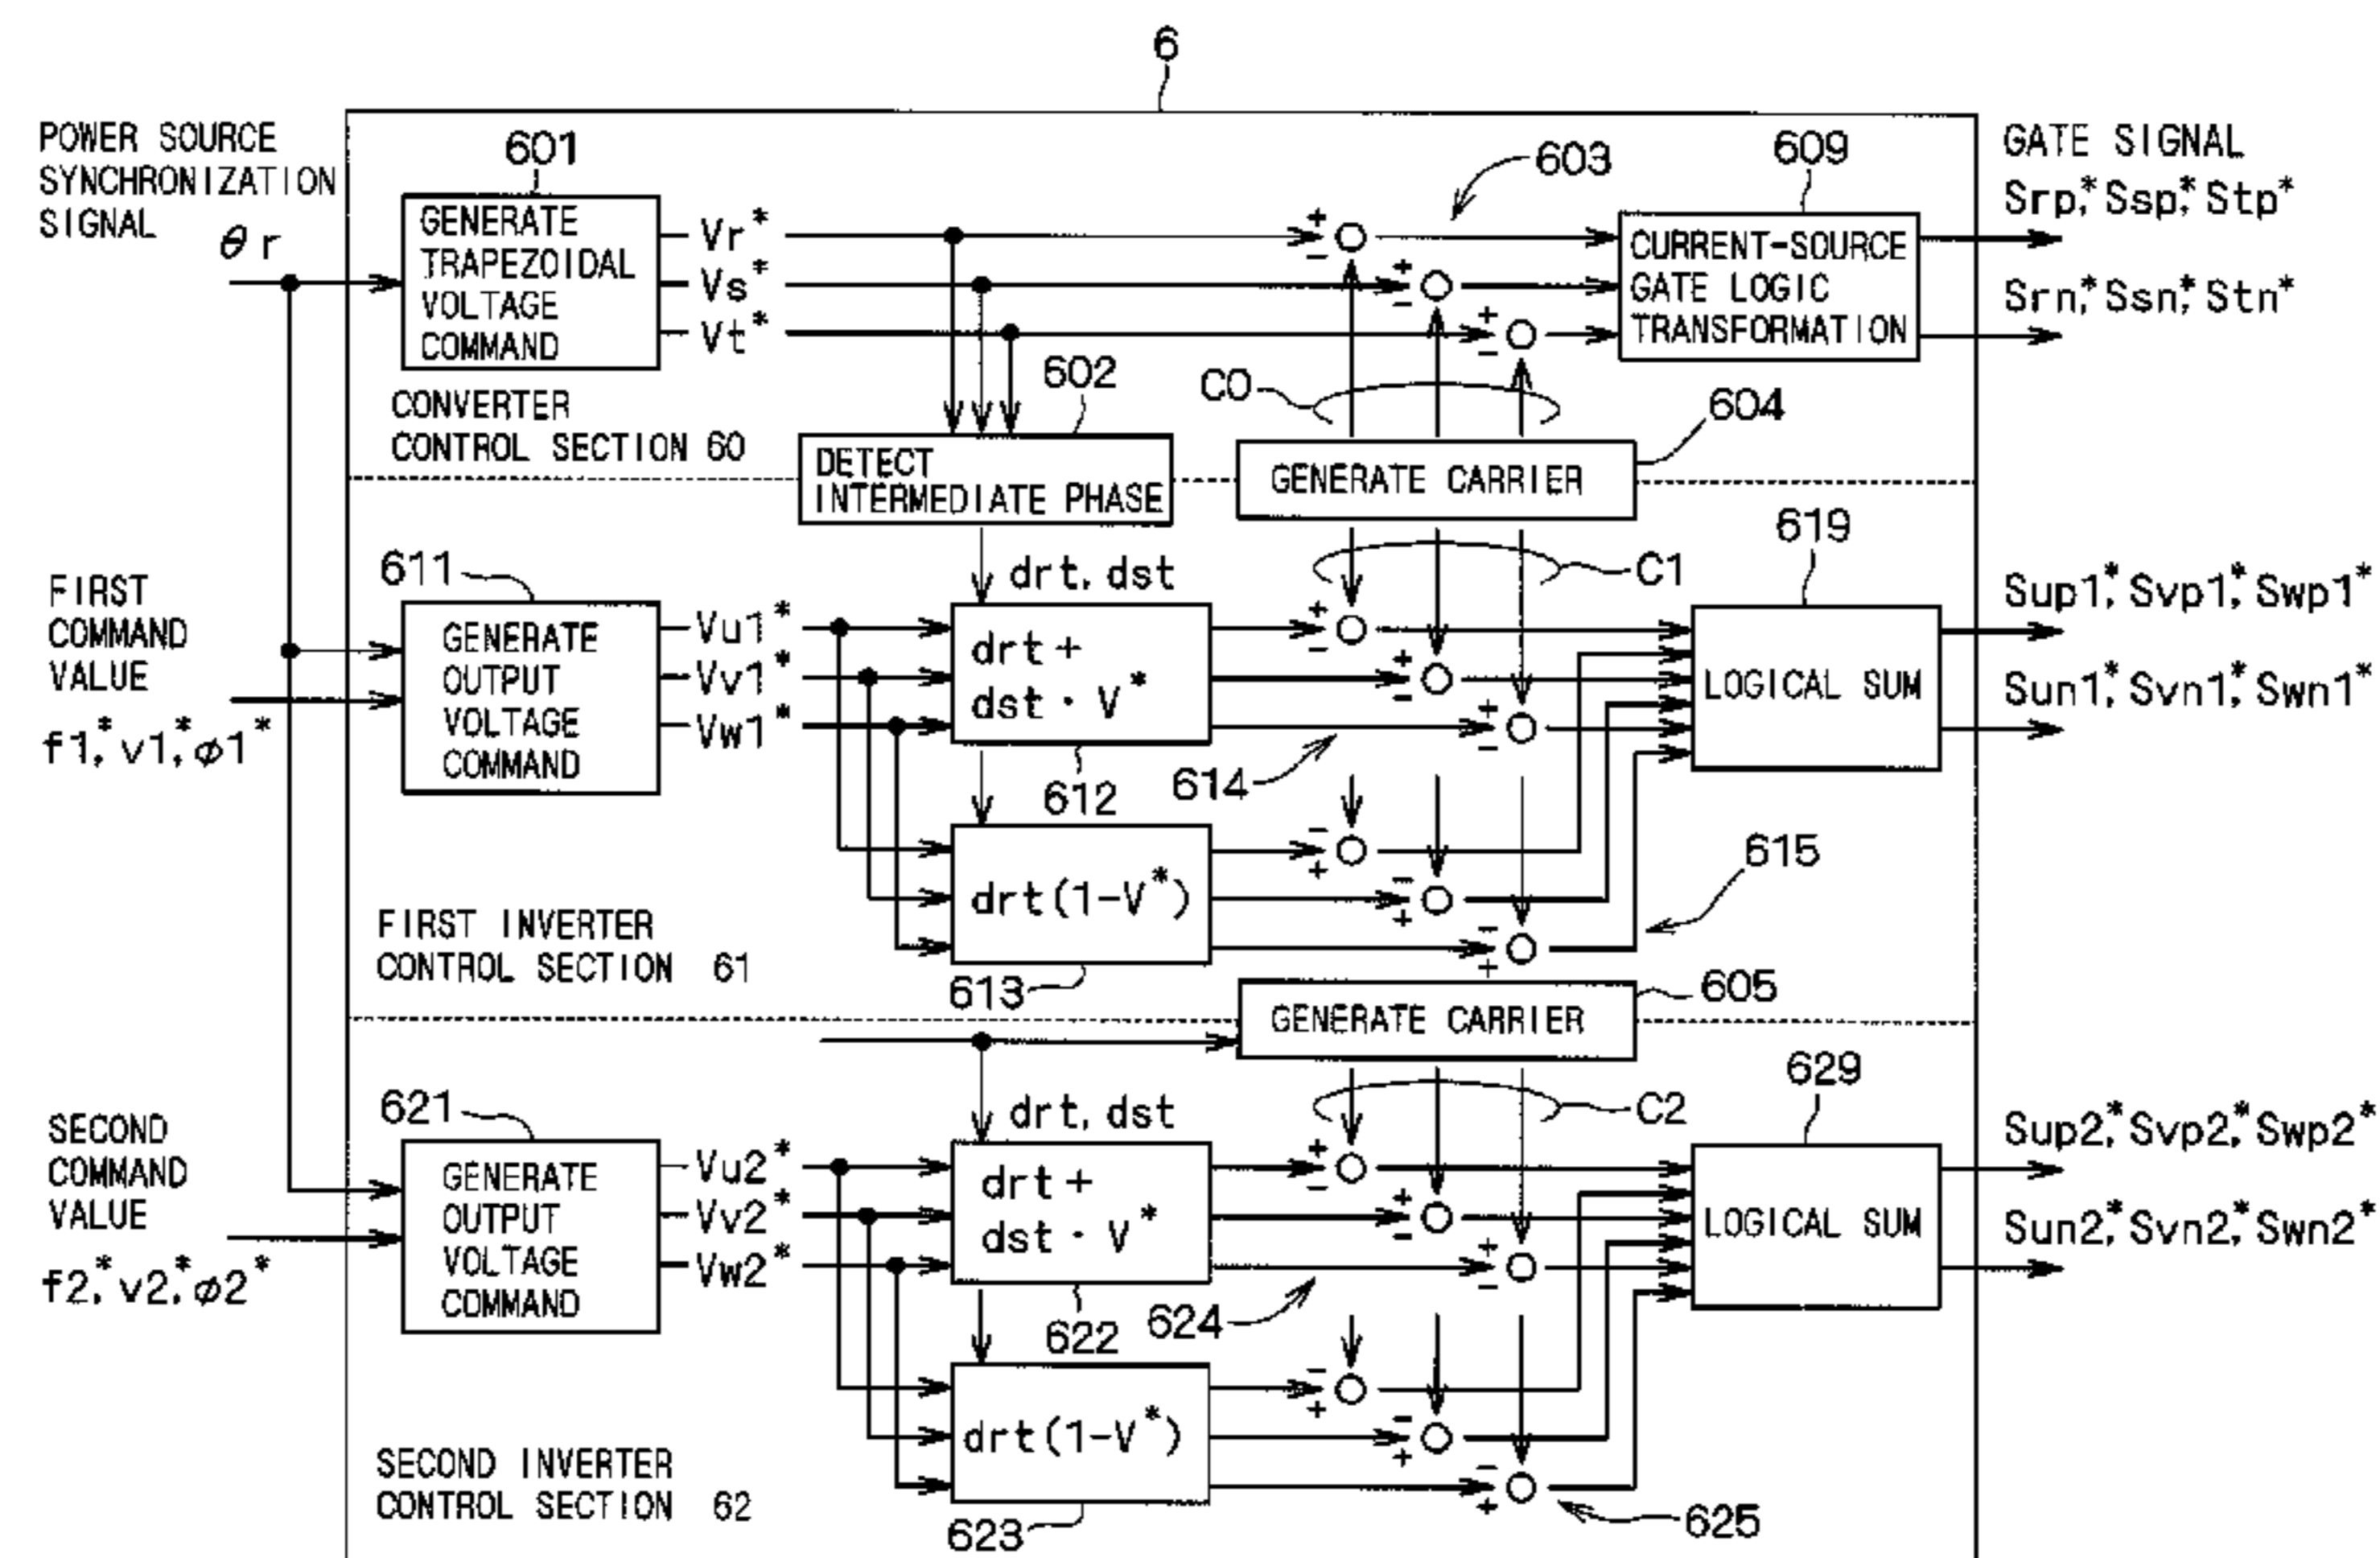 6
POWER SOURCE
SYNCHRONIZATION
SIGNAL
θr
601
GENERATE
TRAPEZOIDAL
VOLTAGE
COMMAND
Vr*
Vs*
Vt*
+
-
+
-
+
-
603
609
CURRENT-SOURCE
GATE LOGIC
TRANSFORMATION
GATE SIGNAL
Srp,* Ssp,* Stp*
Srn,* Ssn,* Stn*
CONVERTER
CONTROL SECTION 60
602
DETECT
INTERMEDIATE PHASE
C0
604
GENERATE CARRIER
FIRST
COMMAND
VALUE
f1,* v1,* φ1*
611
GENERATE
OUTPUT
VOLTAGE
COMMAND
Vu1*
Vv1*
Vw1*
drt, dst
drt +
dst · V*
612
C1
+
-
+
-
+
-
614
619
LOGICAL SUM
Sup1,* Svp1,* Swp1*
Sun1,* Svn1,* Swn1*
drt(1-V*)
613
-
+
-
+
-
+
615
FIRST INVERTER
CONTROL SECTION 61
605
GENERATE CARRIER
SECOND
COMMAND
VALUE
f2,* v2,* φ2*
621
GENERATE
OUTPUT
VOLTAGE
COMMAND
Vu2*
Vv2*
Vw2*
drt, dst
drt +
dst · V*
622
C2
+
-
+
-
+
-
624
629
LOGICAL SUM
Sup2,* Svp2,* Swp2*
Sun2,* Svn2,* Swn2*
drt(1-V*)
623
-
+
-
+
-
+
625
SECOND INVERTER
CONTROL SECTION 62